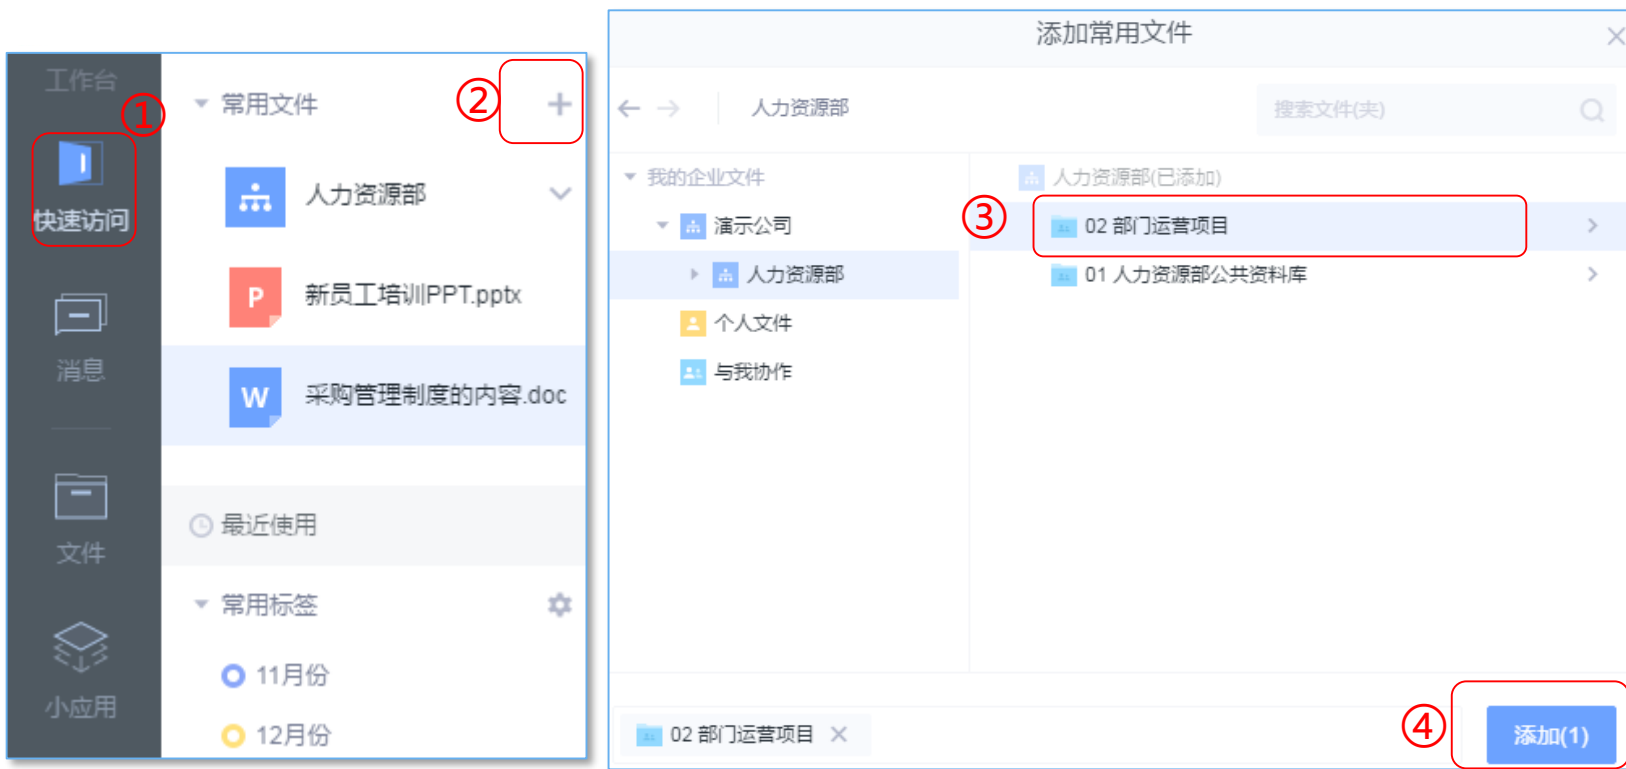 工作台
①
快速访问
消息
文件
小应用
常用文件
②
人力资源部
新员工培训PPT.pptx
采购管理制度的内容.doc
最近使用
常用标签
11月份
12月份
添加常用文件
人力资源部
搜索文件(夹)
我的企业文件
演示公司
人力资源部
个人文件
与我协作
人力资源部(已添加)
③
02 部门运营项目
01 人力资源部公共资料库
02 部门运营项目
④
添加(1)